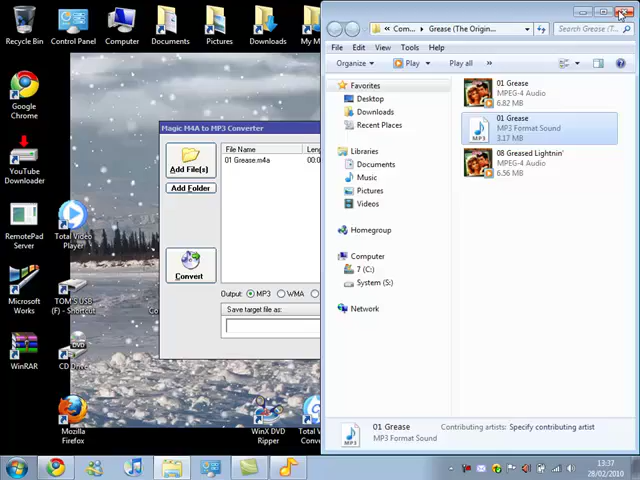 Recycle Bin
Control Panel
Computer
Documents
Pictures
Downloads
My M
Google
Chrome
YouTube
Downloader
RemotePad
Server
Total Video
Player
Microsoft
Works
TOM'S USB
(F) - Shortcut
WinRAR
CD Drive
Mozilla
Firefox
WinX DVD
Ripper
Total V
Conve
Magic M4A to MP3 Converter
Add File(s)
Add Folder
Convert
File Name
Leng
01 Grease.m4a
00:0
Output:
MP3
WMA
Save target file as:
« Com... ▸ Grease (The Origin...
Search Grease (T...
File
Edit
View
Tools
Help
Organize
Play
Play all
»
Favorites
Desktop
Downloads
Recent Places
Libraries
Documents
Music
Pictures
Videos
Homegroup
Computer
7 (C:)
System (S:)
Network
01 Grease
MPEG-4 Audio
6.82 MB
01 Grease
MP3 Format Sound
3.17 MB
08 Greased Lightnin'
MPEG-4 Audio
6.56 MB
01 Grease
Contributing artists: Specify contributing artist
MP3 Format Sound
13:37
28/02/2010